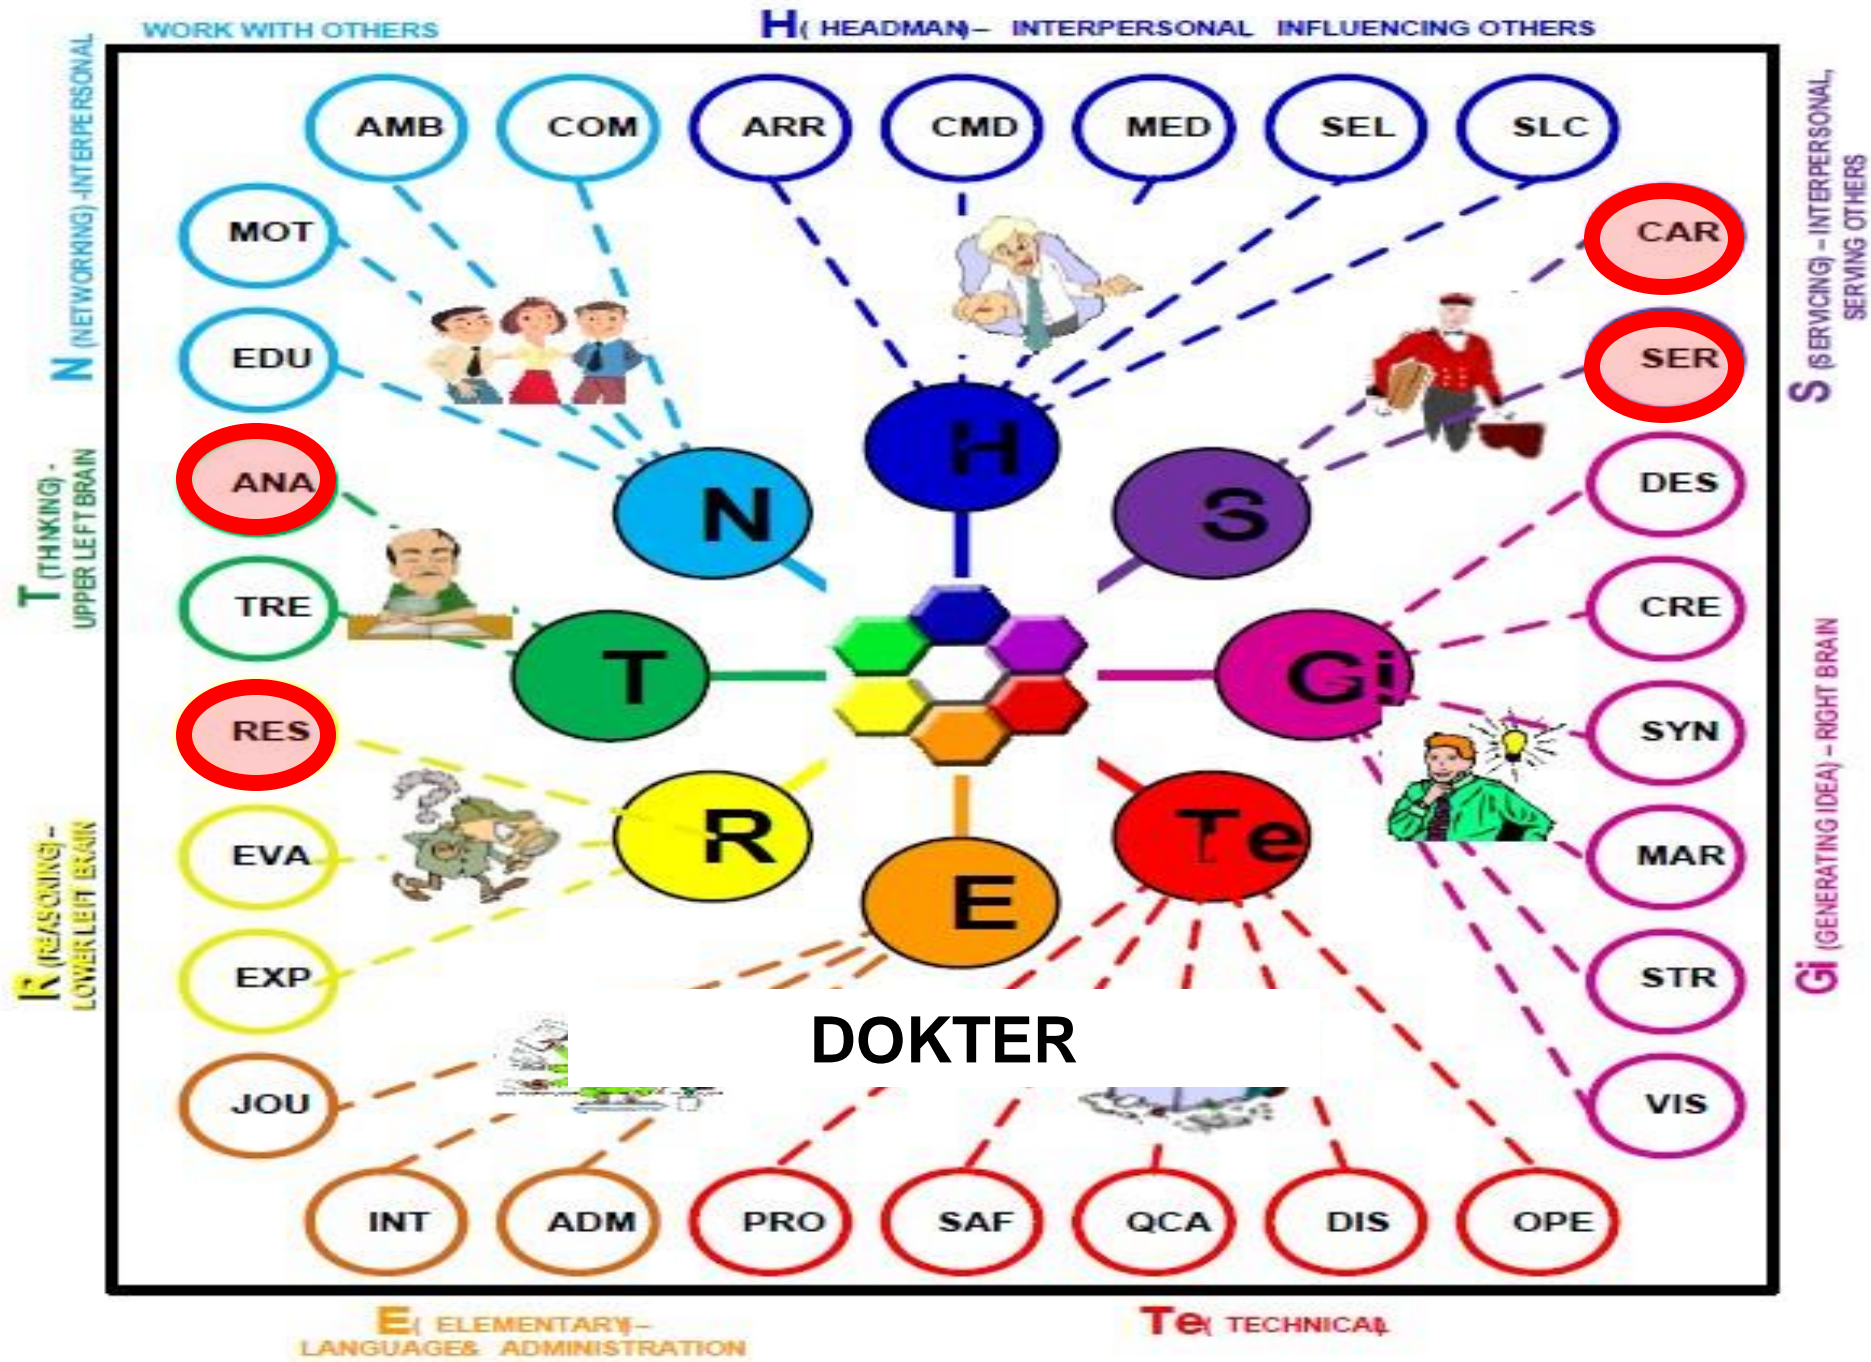 WORK WITH OTHERS
H( HEADMAN)– INTERPERSONAL INFLUENCING OTHERS
N (NETWORKING) -INTERPERSONAL
T (THINKING) -
UPPPER LEFT BRAIN
R (REASONING) –
LOWER LEFT BRAIN
AMB
COM
ARR
CMD
MED
SEL
SLC
MOT
CAR
EDU
SER
ANA
DES
TRE
CRE
RES
SYN
EVA
MAR
EXP
STR
JOU
VIS
H
N
S
T
Gi
R
Te
E
DOKTER
INT
ADM
PRO
SAF
QCA
DIS
OPE
S (SERVICING) – INTERPERSONAL,
SERVING OTHERS
Gi (GENERATING IDEA) – RIGHT BRAIN
E( ELEMENTARY)–
LANGUAGE& ADMINISTRATION
Te( TECHNICAL)